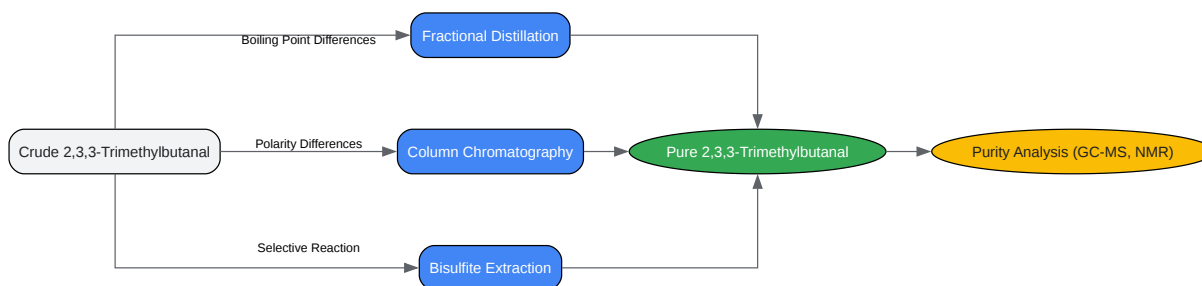 Boiling Point Differences
Fractional Distillation
Crude 2,3,3-Trimethylbutanal
Polarity Differences
Column Chromatography
Pure 2,3,3-Trimethylbutanal
Purity Analysis (GC-MS, NMR)
Selective Reaction
Bisulfite Extraction